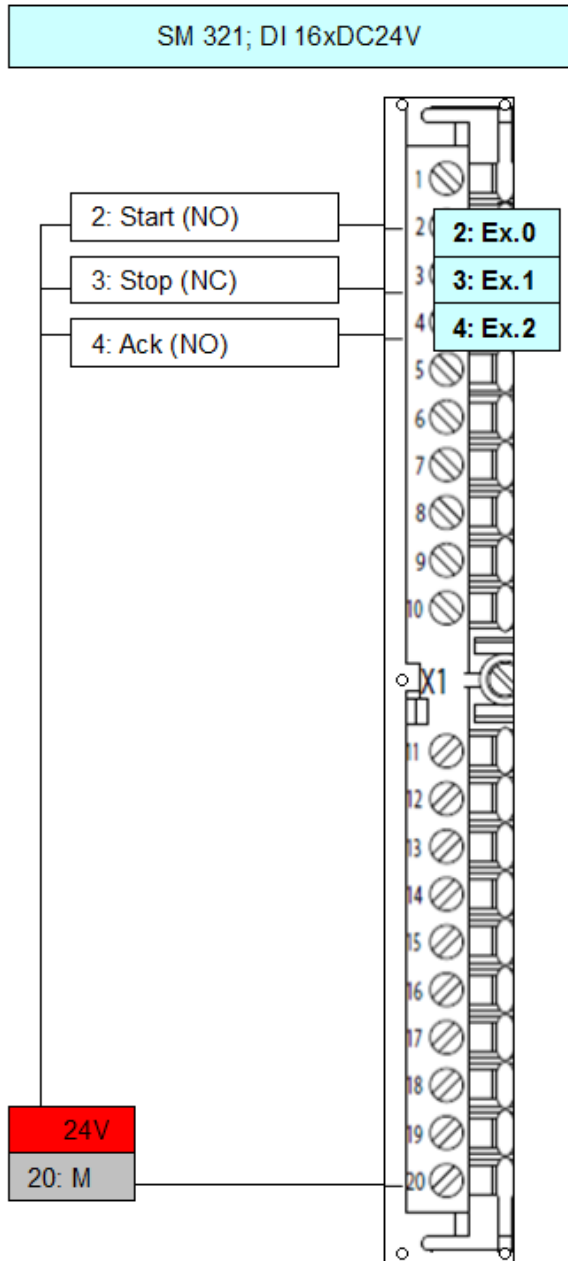 SM 321; DI 16xDC24V
1
2: Start (NO)
2
2: Ex.0
3: Stop (NC)
3
3: Ex.1
4: Ack (NO)
4
4: Ex.2
5
6
7
8
9
10
X1
11
12
13
14
15
16
17
18
19
24V
20: M
20